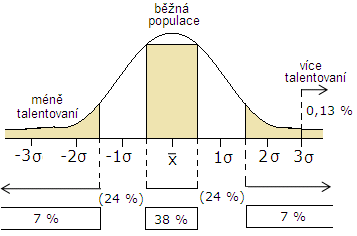 běžná
populace
více
talentovaní
méně
talentovaní
0,13 %
-3σ -2σ -1σ x̄ 1σ 2σ 3σ
(24 %) (24 %)
7 % 38 % 7 %